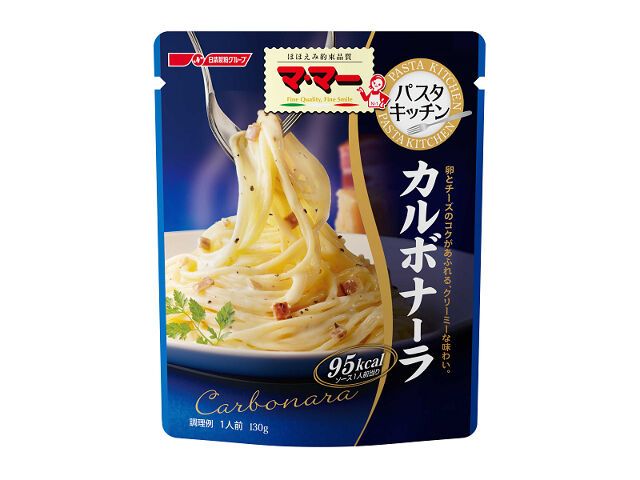 日清製粉グループ
ほほえみ約束品質
マ・マー
Fine Quality, Fine Smile
No.1
PASTA KITCHEN
パスタ
キッチン
PASTA KITCHEN
カルボナーラ
卵とチーズのコクがあふれる、クリーミーな味わい。
95kcal
ソース1人前当り
Carbonara
調理例 1人前 130g